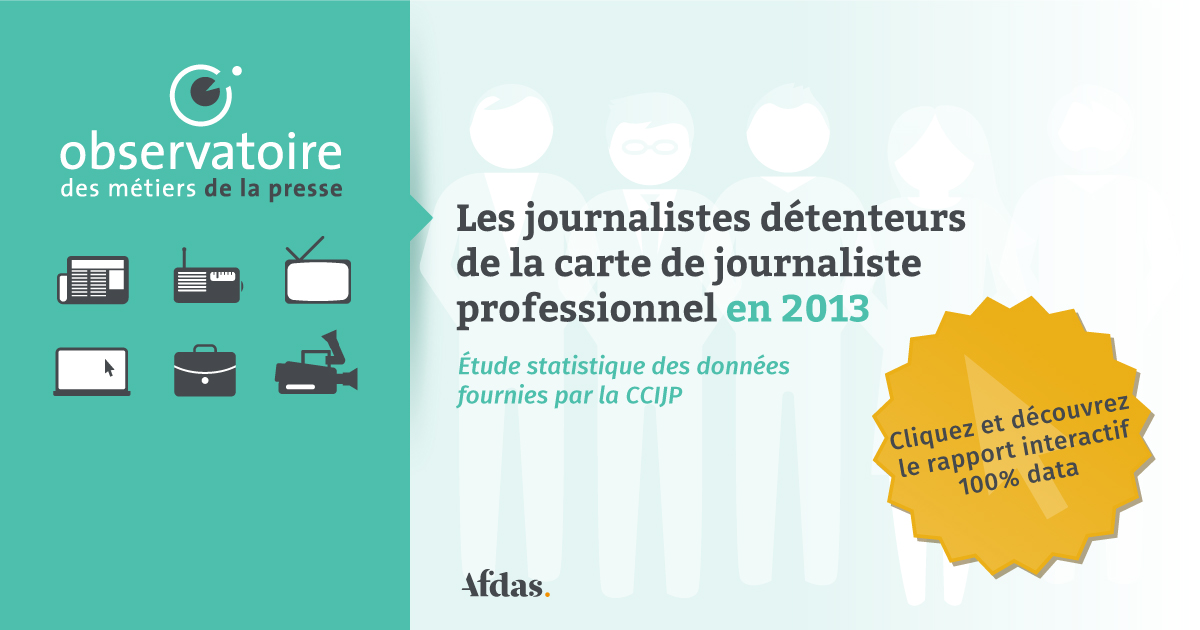 observatoire
des métiers de la presse
Les journalistes détenteurs
de la carte de journaliste
professionnel en 2013
Étude statistique des données
fournies par la CCIJP
Cliquez et découvrez
le rapport interactif
100% data
Afdas.